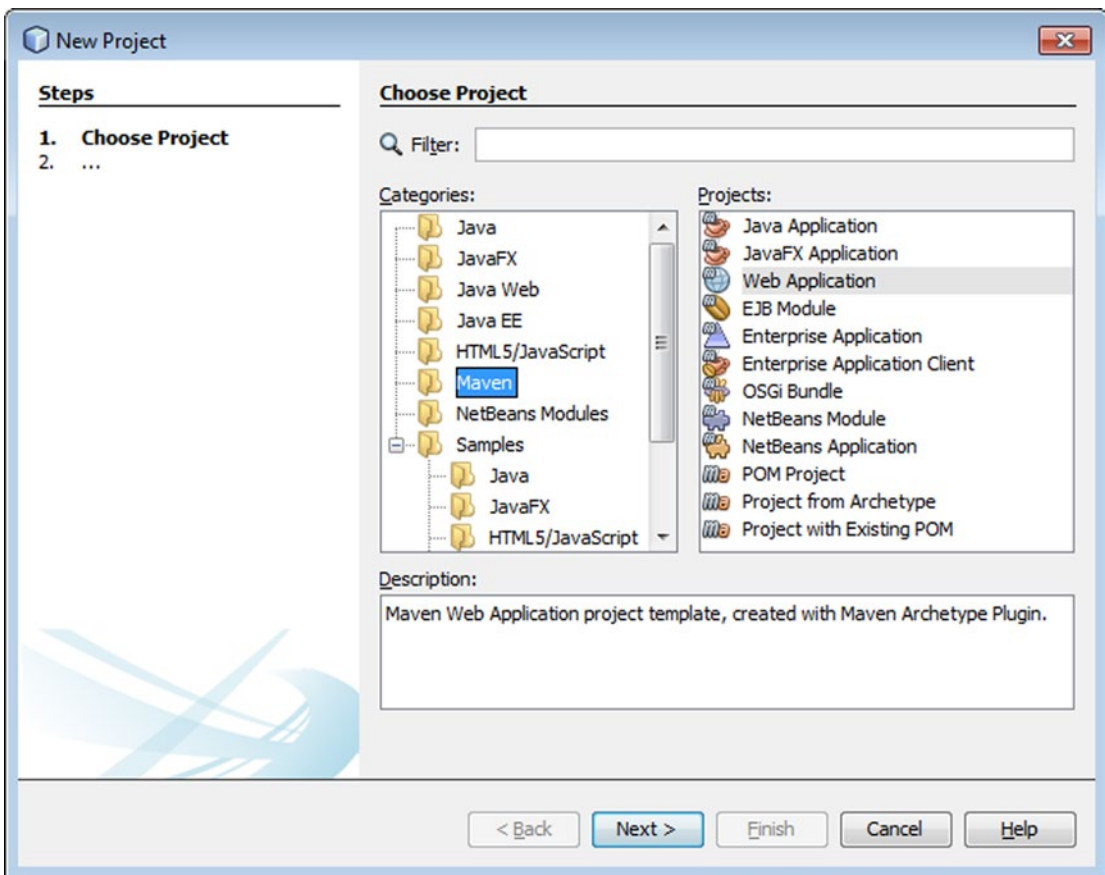 New Project
Steps
1. Choose Project
2. ...
Choose Project
Filter:
Categories:
Java
JavaFX
Java Web
Java EE
HTML5/JavaScript
Maven
NetBeans Modules
Samples
Java
JavaFX
HTML5/JavaScript
Projects:
Java Application
JavaFX Application
Web Application
EJB Module
Enterprise Application
Enterprise Application Client
OSGi Bundle
NetBeans Module
NetBeans Application
POM Project
Project from Archetype
Project with Existing POM
Description:
Maven Web Application project template, created with Maven Archetype Plugin.
< Back
Next >
Finish
Cancel
Help